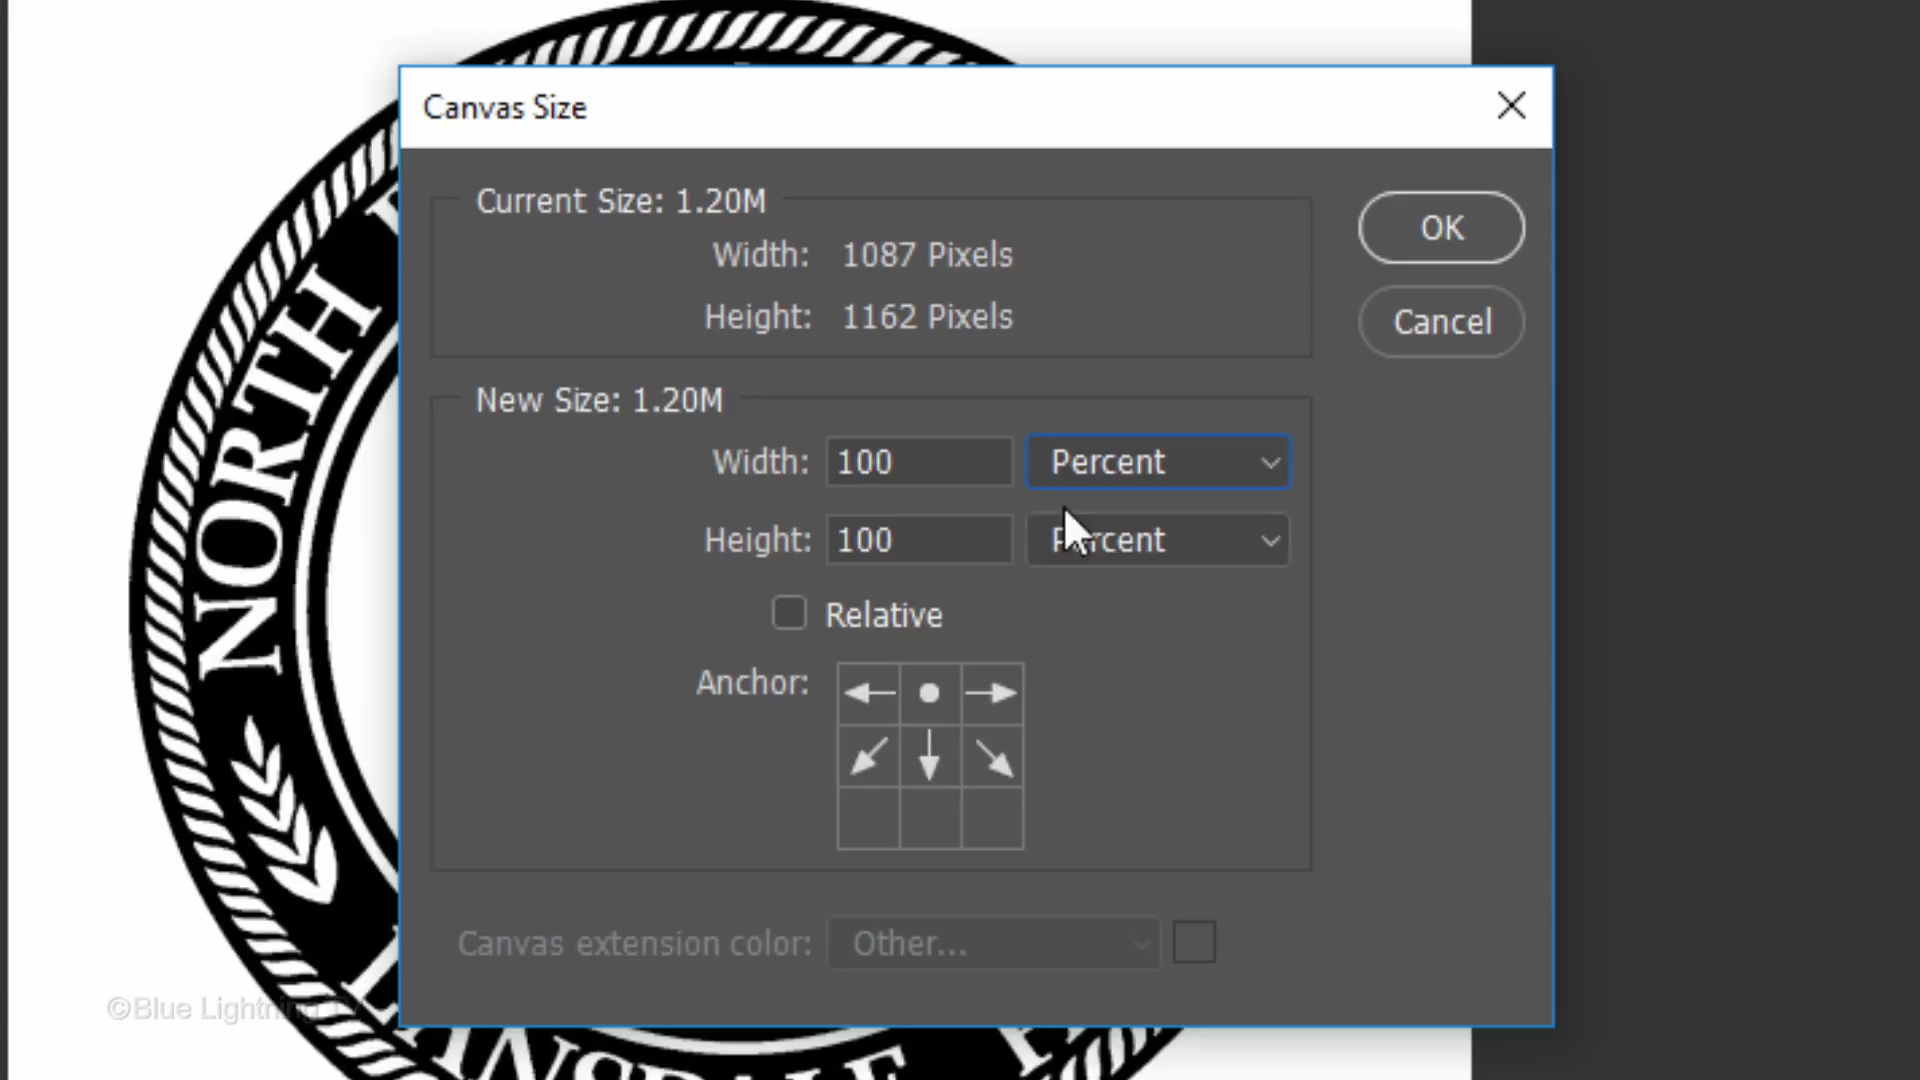 Canvas Size
Current Size: 1.20M
OK
Width: 1087 Pixels
Height: 1162 Pixels
Cancel
New Size: 1.20M
Width: 100 Percent
Height: 100 Percent
Relative
Anchor:
Canvas extension color: Other...
NORTH
©Blue Lightning